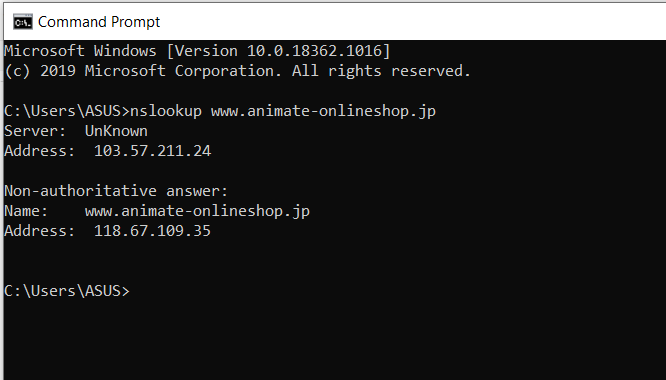 Command Prompt
Microsoft Windows [Version 10.0.18362.1016]
(c) 2019 Microsoft Corporation. All rights reserved.
C:\Users\ASUS>nslookup www.animate-onlineshop.jp
Server:  UnKnown
Address:  103.57.211.24
Non-authoritative answer:
Name:    www.animate-onlineshop.jp
Address:  118.67.109.35
C:\Users\ASUS>